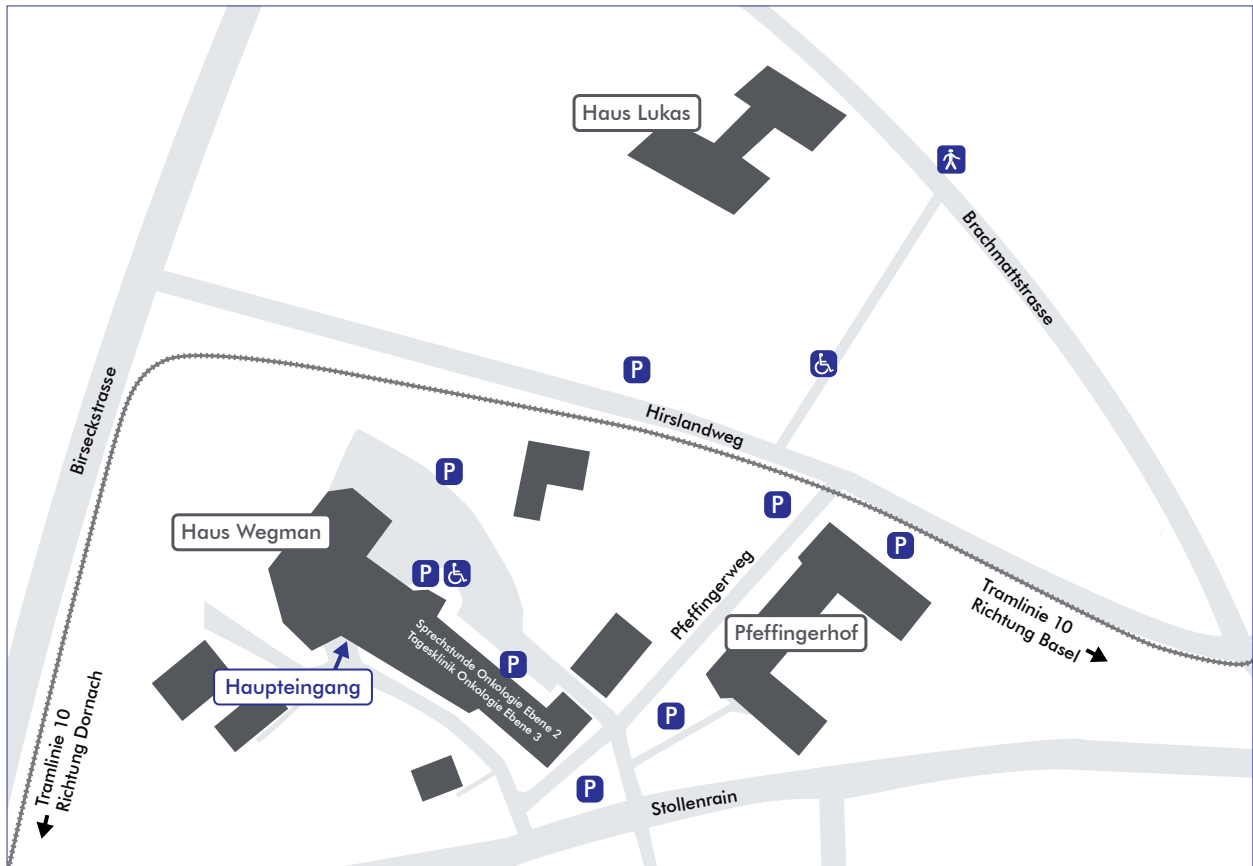 Haus Lukas
Brachmattstrasse
P
Hirslandweg
Birseckstrasse
P
P
Haus Wegman
P
P
Pfeffingerweg
Tramlinie 10
Richtung Basel
Pfeffingerhof
Sprechstunde Onkologie Ebene 2
Tagesklinik Onkologie Ebene 3
P
Haupteingang
P
Tramlinie 10
Richtung Dornach
P
Stollenrain